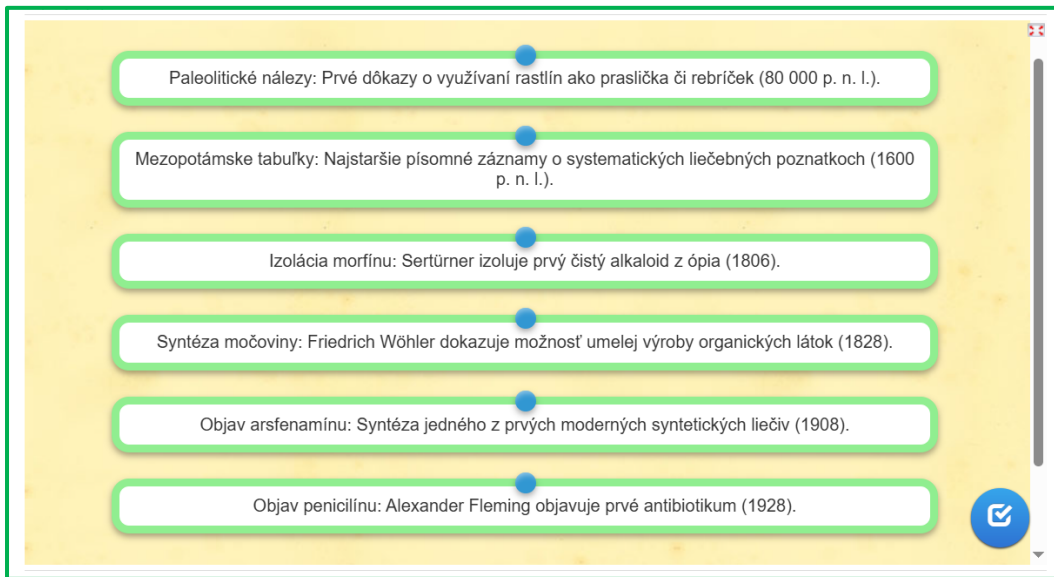 Paleolitické nálezy: Prvé dôkazy o využívaní rastlín ako praslička či rebríček (80 000 p. n. l.).
Mezopotámske tabuľky: Najstaršie písomné záznamy o systematických liečebných poznatkoch (1600
p. n. l.).
Izolácia morfínu: Sertürner izoluje prvý čistý alkaloid z ópia (1806).
Syntéza močoviny: Friedrich Wöhler dokazuje možnosť umelej výroby organických látok (1828).
Objav arsfenamínu: Syntéza jedného z prvých moderných syntetických liečiv (1908).
Objav penicilínu: Alexander Fleming objavuje prvé antibiotikum (1928).